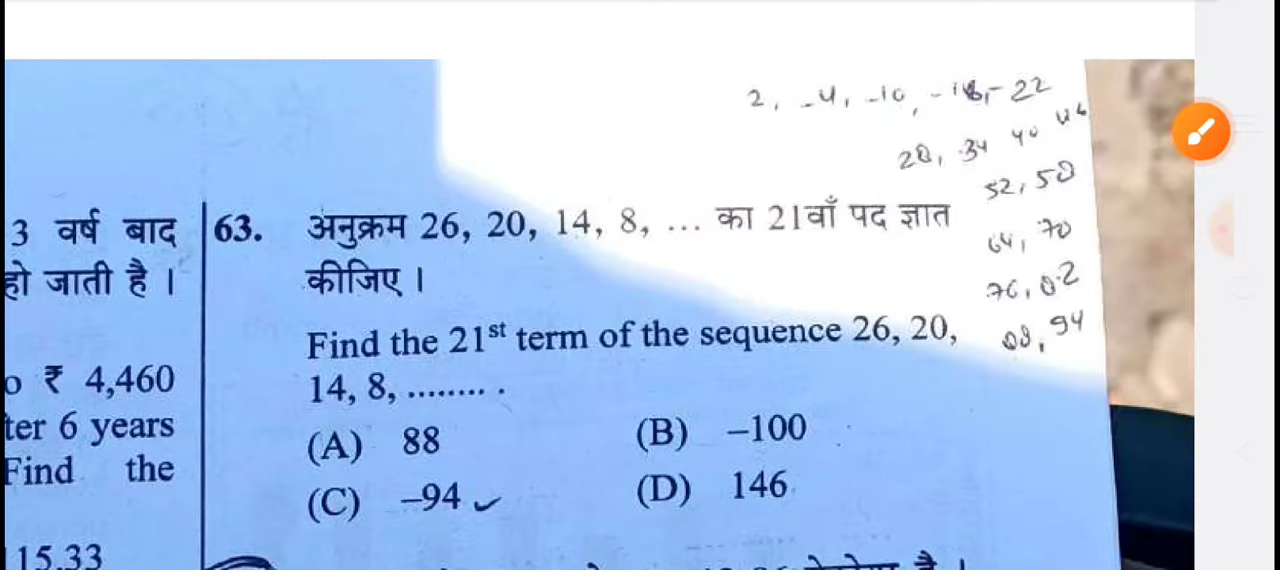 2, -4, -10, -16, -22
28, 34 40 46
52, 58
64, 70
76, 82
88, 94
3 वर्ष बाद
हो जाती है ।
₹ 4,460
6 years
Find the
15.33
63. अनुक्रम 26, 20, 14, 8, ... का 21वाँ पद ज्ञात
कीजिए ।
Find the 21st term of the sequence 26, 20,
14, 8, ......... .
(A) 88 (B) –100
(C) –94 (D) 146